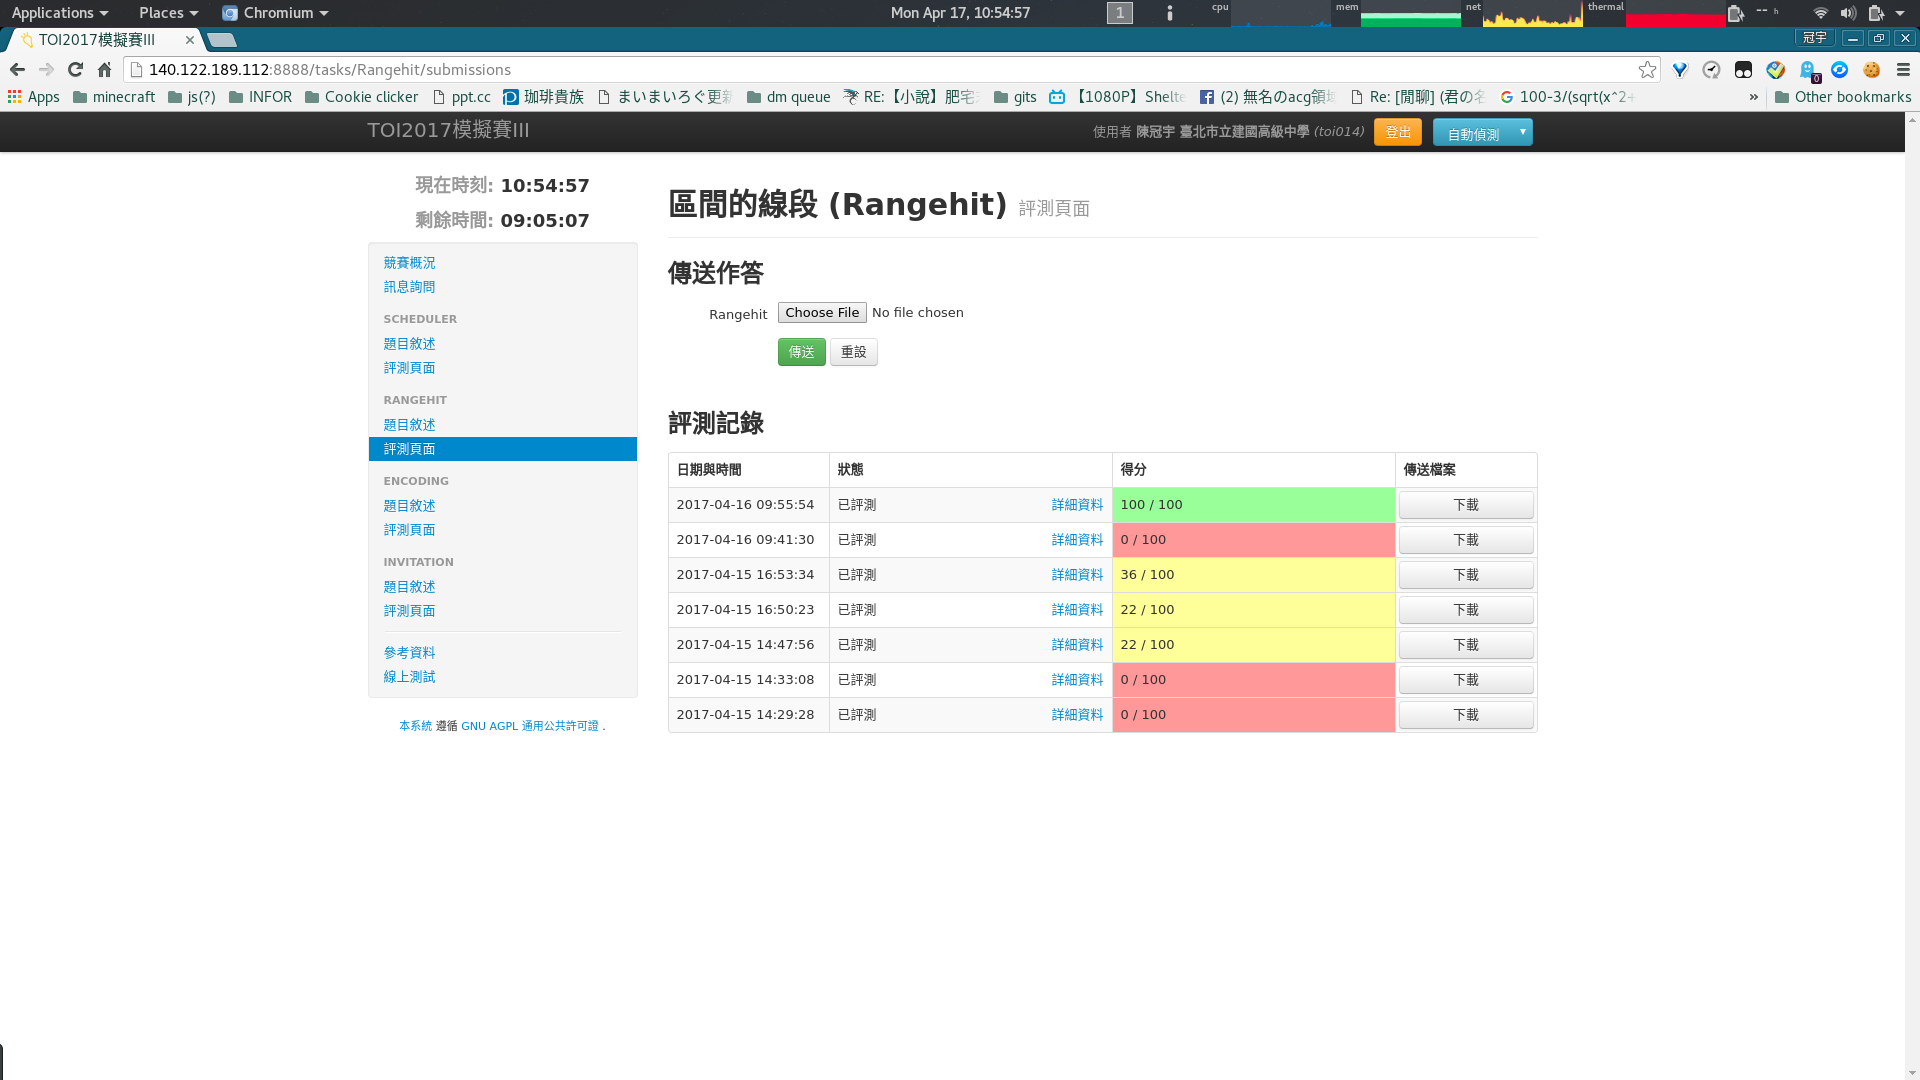 Applications Places Chromium Mon Apr 17, 10:54:57 1 cpu mem net thermal -- h
TOI2017模擬賽III 冠宇
140.122.189.112:8888/tasks/Rangehit/submissions 0
Apps minecraft js(?) INFOR Cookie clicker ppt.cc 珈琲貴族 まいまいろぐ更新 dm queue RE:【小說】肥宅 gits 【1080P】Shelte (2) 無名のacg領域 Re: [閒聊] (君の名 100-3/(sqrt(x^2+ » Other bookmarks
TOI2017模擬賽III 使用者 陳冠宇 臺北市立建國高級中學 (toi014) 登出 自動偵測
現在時刻: 10:54:57
剩餘時間: 09:05:07
競賽概況
訊息詢問
SCHEDULER
題目敘述
評測頁面
RANGEHIT
題目敘述
評測頁面
ENCODING
題目敘述
評測頁面
INVITATION
題目敘述
評測頁面
參考資料
線上測試
本系統 遵循 GNU AGPL 通用公共許可證 .
區間的線段 (Rangehit) 評測頁面
傳送作答
Rangehit Choose File No file chosen
傳送 重設
評測記錄
日期與時間 狀態 得分 傳送檔案
2017-04-16 09:55:54 已評測 詳細資料 100 / 100 下載
2017-04-16 09:41:30 已評測 詳細資料 0 / 100 下載
2017-04-15 16:53:34 已評測 詳細資料 36 / 100 下載
2017-04-15 16:50:23 已評測 詳細資料 22 / 100 下載
2017-04-15 14:47:56 已評測 詳細資料 22 / 100 下載
2017-04-15 14:33:08 已評測 詳細資料 0 / 100 下載
2017-04-15 14:29:28 已評測 詳細資料 0 / 100 下載